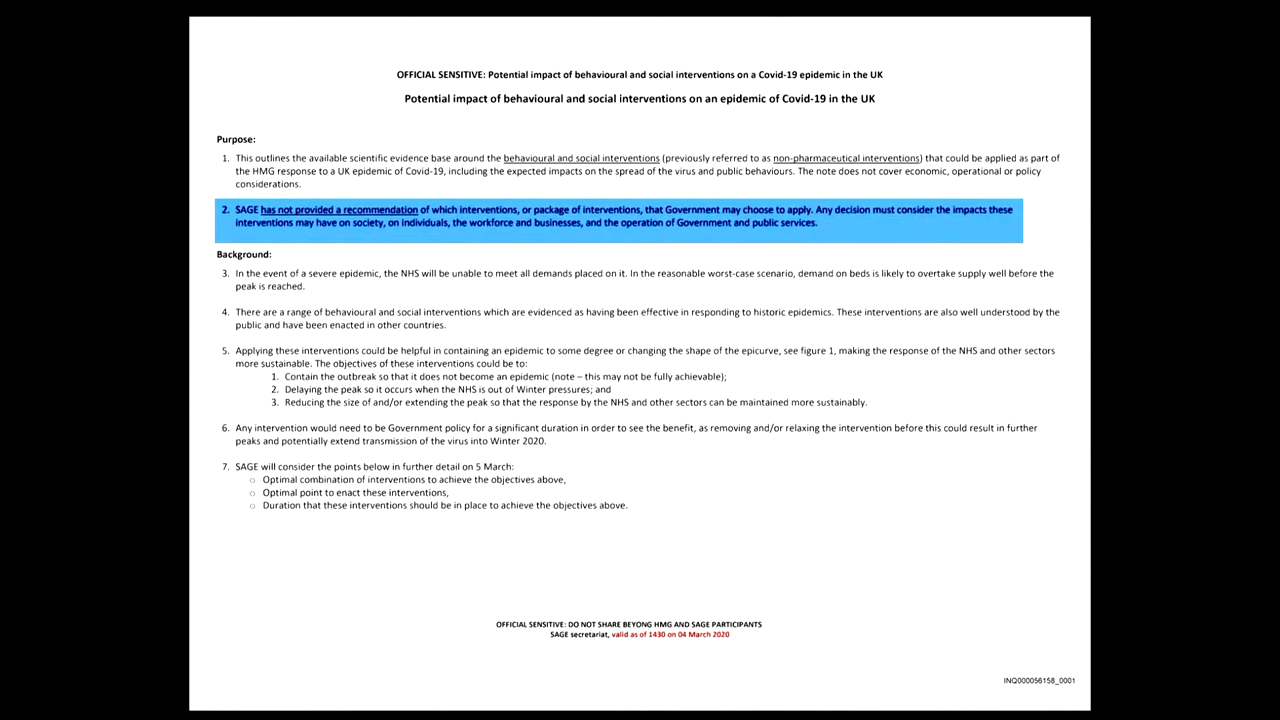 OFFICIAL SENSITIVE: Potential impact of behavioural and social interventions on a Covid-19 epidemic in the UK
Potential impact of behavioural and social interventions on an epidemic of Covid-19 in the UK
Purpose:
1. This outlines the available scientific evidence base around the behavioural and social interventions (previously referred to as non-pharmaceutical interventions) that could be applied as part of
the HMG response to a UK epidemic of Covid-19, including the expected impacts on the spread of the virus and public behaviours. The note does not cover economic, operational or policy
considerations.
2. SAGE has not provided a recommendation of which interventions, or package of interventions, that Government may choose to apply. Any decision must consider the impacts these
interventions may have on society, on individuals, the workforce and businesses, and the operation of Government and public services.
Background:
3. In the event of a severe epidemic, the NHS will be unable to meet all demands placed on it. In the reasonable worst-case scenario, demand on beds is likely to overtake supply well before the
peak is reached.
4. There are a range of behavioural and social interventions which are evidenced as having been effective in responding to historic epidemics. These interventions are also well understood by the
public and have been enacted in other countries.
5. Applying these interventions could be helpful in containing an epidemic to some degree or changing the shape of the epicurve, see figure 1, making the response of the NHS and other sectors
more sustainable. The objectives of these interventions could be to:
1. Contain the outbreak so that it does not become an epidemic (note – this may not be fully achievable);
2. Delaying the peak so it occurs when the NHS is out of Winter pressures; and
3. Reducing the size of and/or extending the peak so that the response by the NHS and other sectors can be maintained more sustainably.
6. Any intervention would need to be Government policy for a significant duration in order to see the benefit, as removing and/or relaxing the intervention before this could result in further
peaks and potentially extend transmission of the virus into Winter 2020.
7. SAGE will consider the points below in further detail on 5 March:
○ Optimal combination of interventions to achieve the objectives above,
○ Optimal point to enact these interventions,
○ Duration that these interventions should be in place to achieve the objectives above.
OFFICIAL SENSITIVE: DO NOT SHARE BEYONG HMG AND SAGE PARTICIPANTS
SAGE secretariat, valid as of 1430 on 04 March 2020
INQ000056158_0001